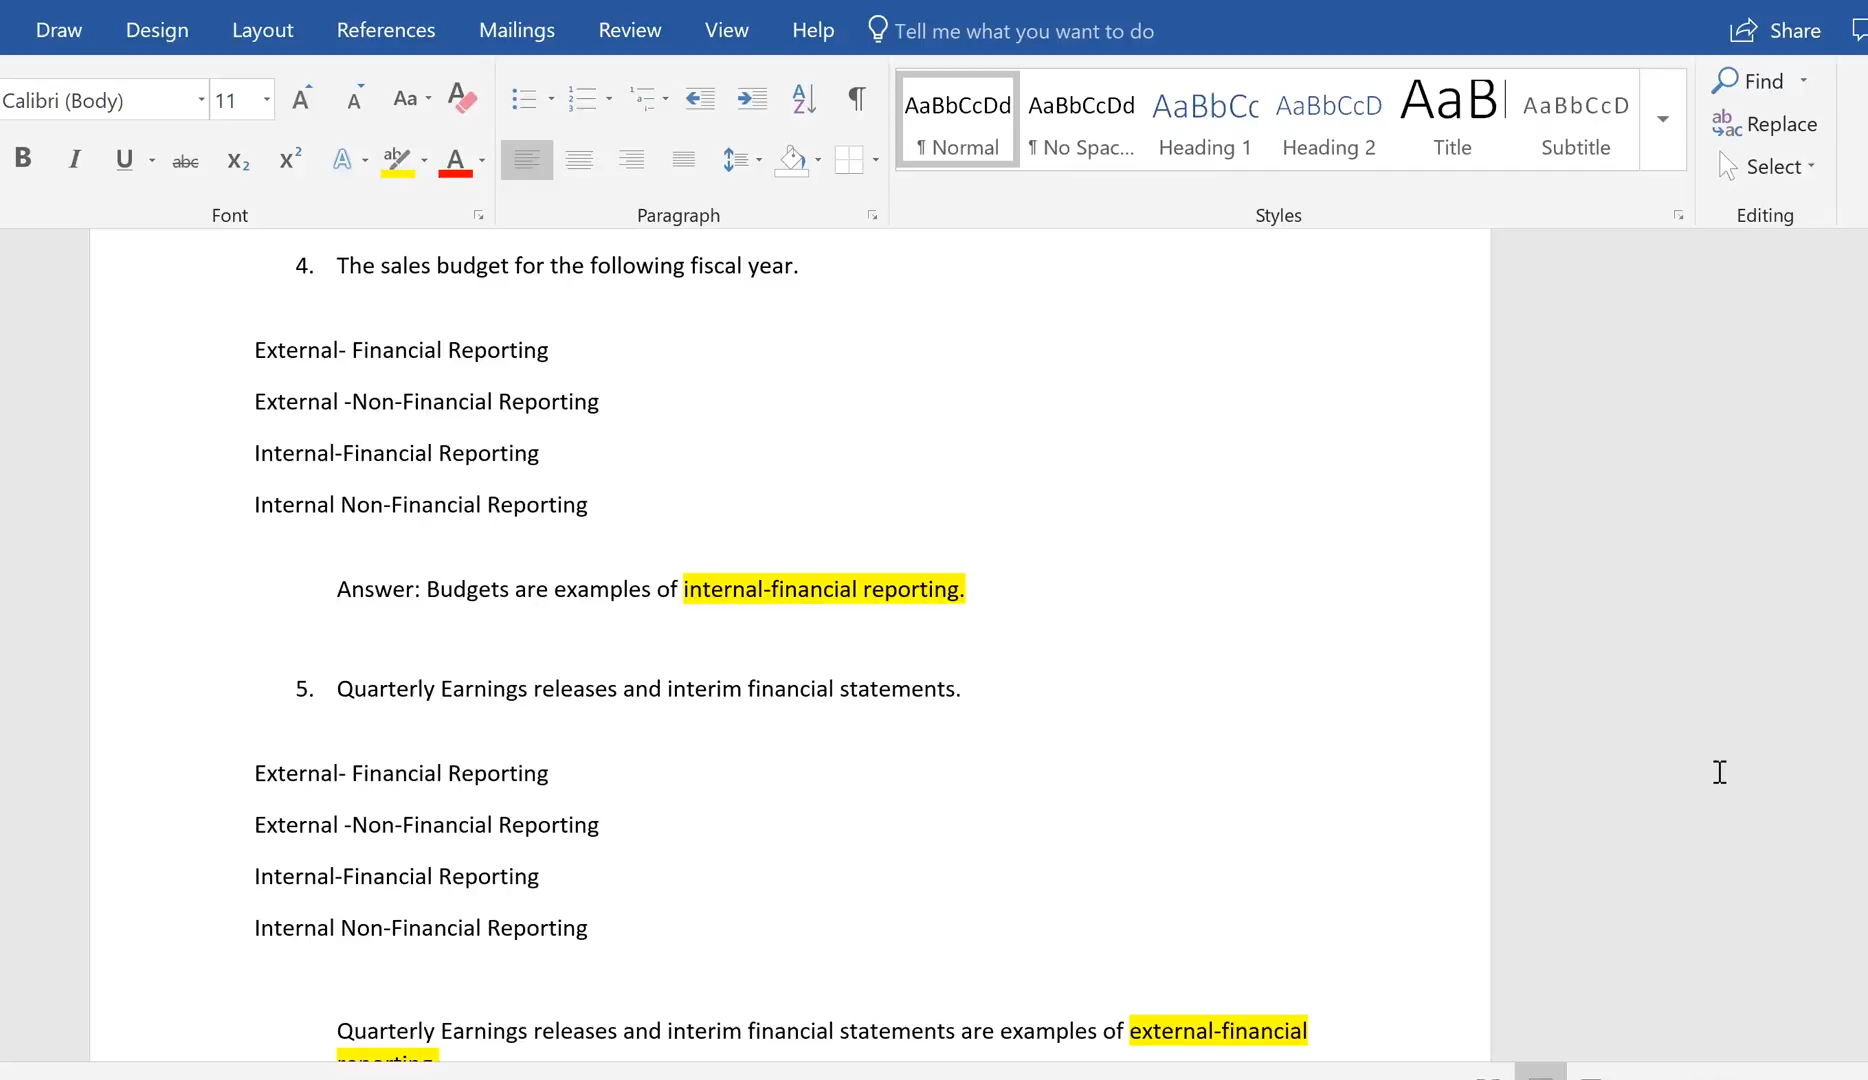 Draw Design Layout References Mailings Review View Help Tell me what you want to do Share
Calibri (Body) 11 Aa
AaBbCcDd AaBbCcDd AaBbCc AaBbCcD AaB AaBbCcD
¶ Normal ¶ No Spac... Heading 1 Heading 2 Title Subtitle
Find
Replace
Select
Font Paragraph Styles Editing
4. The sales budget for the following fiscal year.
External- Financial Reporting
External -Non-Financial Reporting
Internal-Financial Reporting
Internal Non-Financial Reporting
Answer: Budgets are examples of internal-financial reporting.
5. Quarterly Earnings releases and interim financial statements.
External- Financial Reporting
External -Non-Financial Reporting
Internal-Financial Reporting
Internal Non-Financial Reporting
Quarterly Earnings releases and interim financial statements are examples of external-financial
reporting.